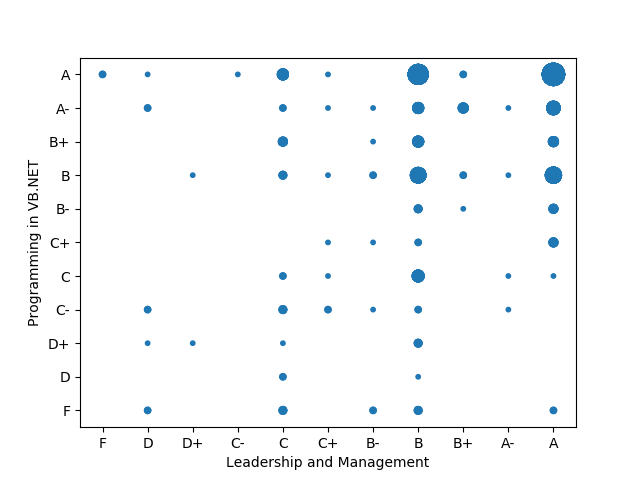 A
A-
B+
B
B-
C+
C
C-
D+
D
F
Programming in VB.NET
F D D+ C- C C+ B- B B+ A- A
Leadership and Management